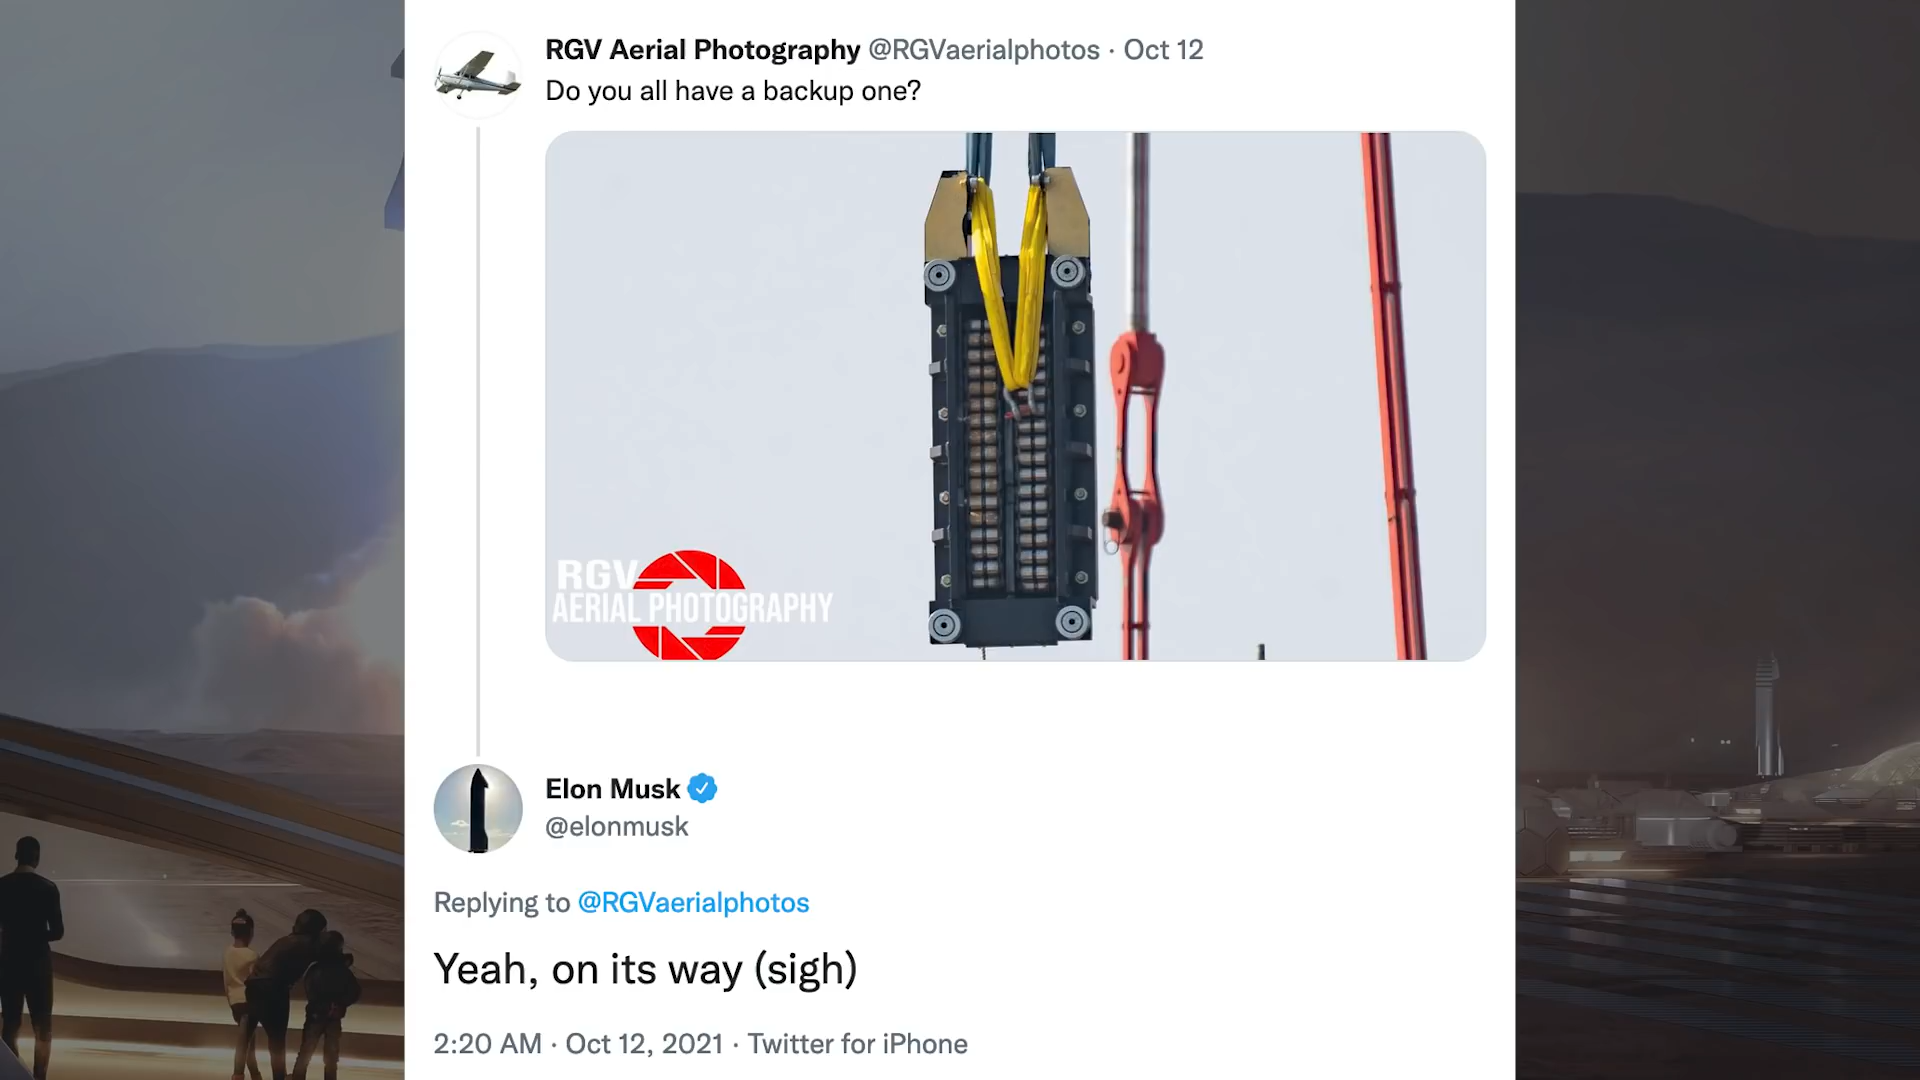 RGV Aerial Photography @RGVaerialphotos · Oct 12
Do you all have a backup one?
RGV
AERIAL PHOTOGRAPHY
Elon Musk
@elonmusk
Replying to @RGVaerialphotos
Yeah, on its way (sigh)
2:20 AM · Oct 12, 2021 · Twitter for iPhone